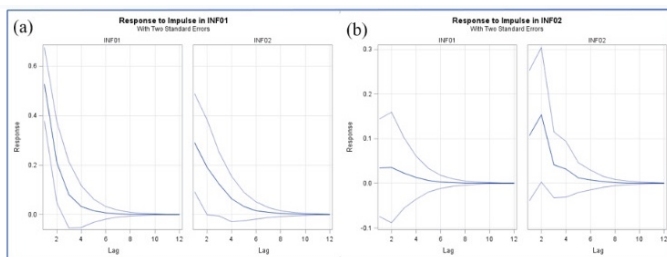 (a)
Response to Impulse in INF01
With Two Standard Errors
INF01
INF02
Response
0.6
0.4
0.2
0.0
2 4 6 8 10 12
2 4 6 8 10 12
Lag
(b)
Response to Impulse in INF02
With Two Standard Errors
INF01
INF02
Response
0.3
0.2
0.1
0.0
-0.1
2 4 6 8 10 12
2 4 6 8 10 12
Lag